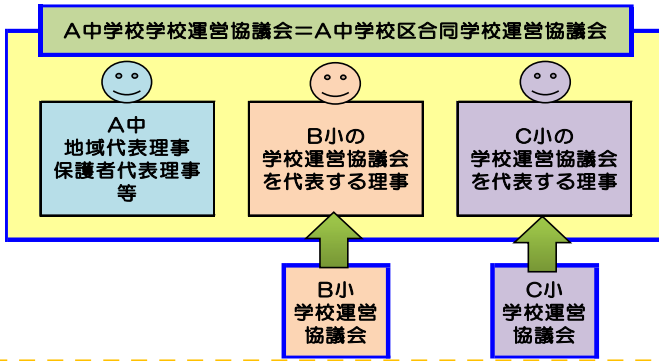 A中学校学校運営協議会＝A中学校区合同学校運営協議会
A中
地域代表理事
保護者代表理事
等
B小の
学校運営協議会
を代表する理事
C小の
学校運営協議会
を代表する理事
B小
学校運営
協議会
C小
学校運営
協議会